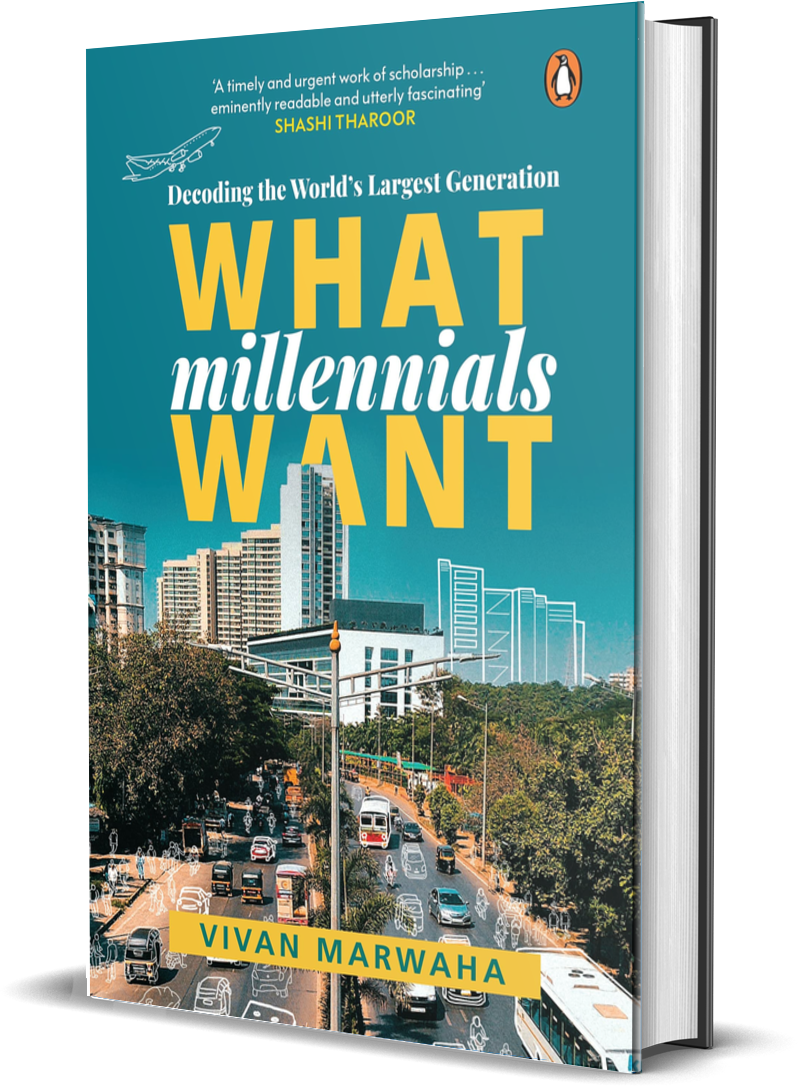 ‘A timely and urgent work of scholarship . . .
eminently readable and utterly fascinating’
SHASHI THAROOR
Decoding the World’s Largest Generation
WHAT
millennials
WANT
VIVAN MARWAHA